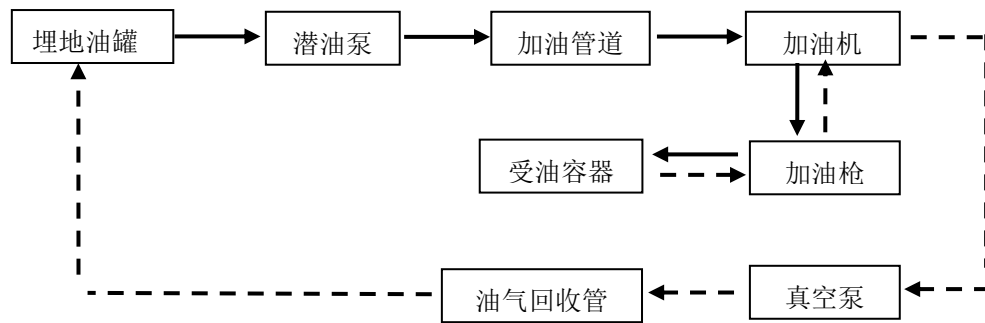 埋地油罐
潜油泵
加油管道
加油机
受油容器
加油枪
油气回收管
真空泵